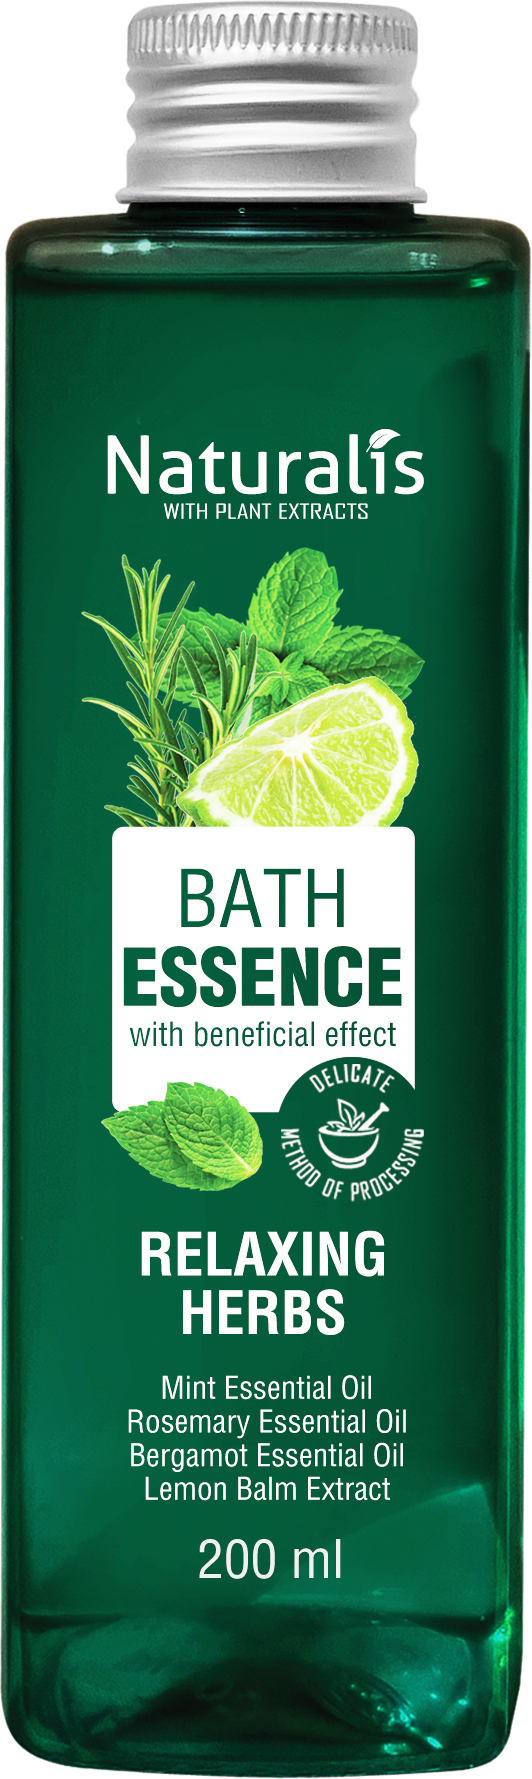 Naturalis
WITH PLANT EXTRACTS
BATH
ESSENCE
with beneficial effect
DELICATE
METHOD OF PROCESSING
RELAXING
HERBS
Mint Essential Oil
Rosemary Essential Oil
Bergamot Essential Oil
Lemon Balm Extract
200 ml